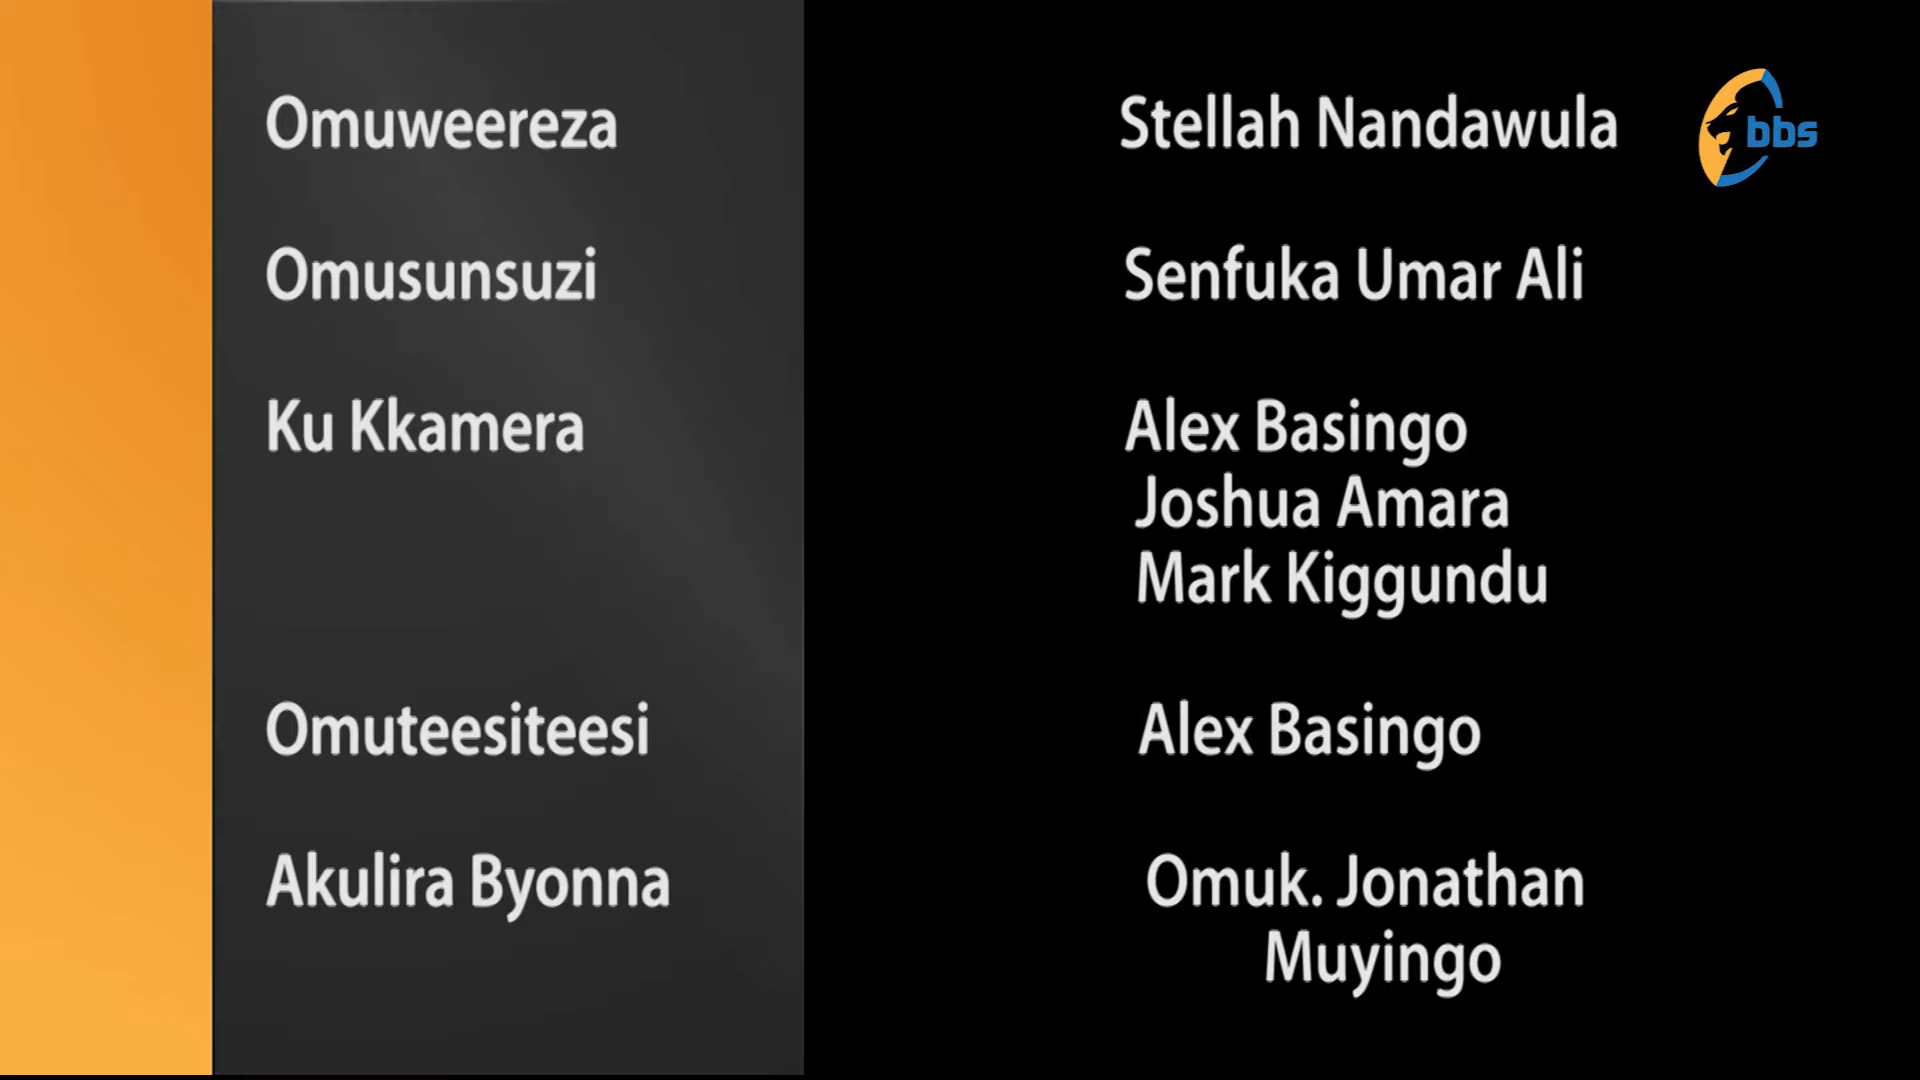 Omuweereza Stellah Nandawula
bbs
Omusunsuzi Senfuka Umar Ali
Ku Kkamera Alex Basingo
Joshua Amara
Mark Kiggundu
Omuteesiteesi Alex Basingo
Akulira Byonna Omuk. Jonathan
Muyingo